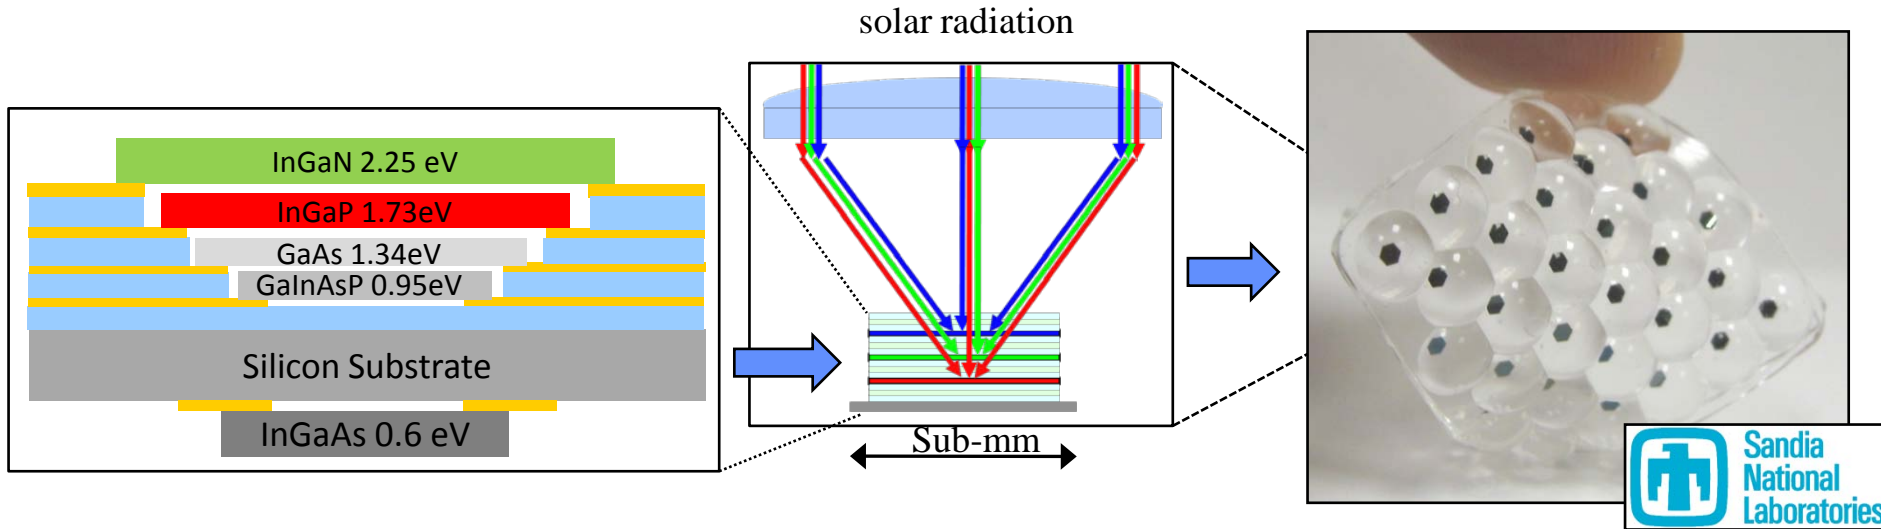 solar radiation
InGaN 2.25 eV
InGaP 1.73eV
GaAs 1.34eV
GaInAsP 0.95eV
Silicon Substrate
InGaAs 0.6 eV
Sub-mm
Sandia
National
Laboratories